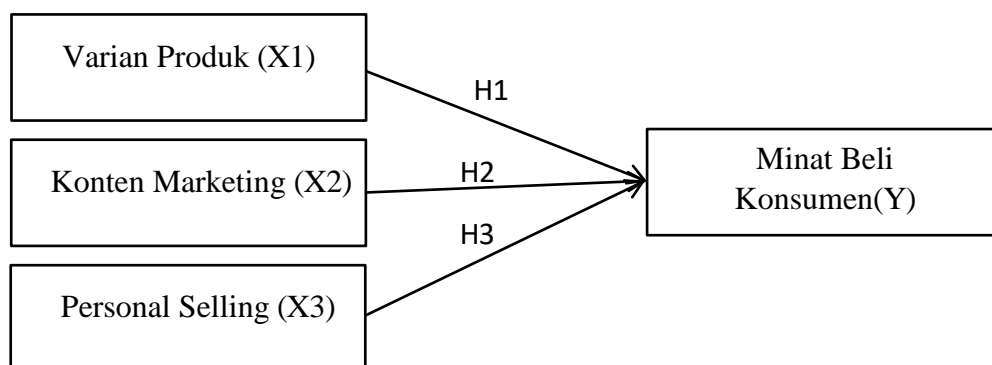 Varian Produk (X1)
H1
Konten Marketing (X2)
H2
Minat Beli
Konsumen(Y)
H3
Personal Selling (X3)